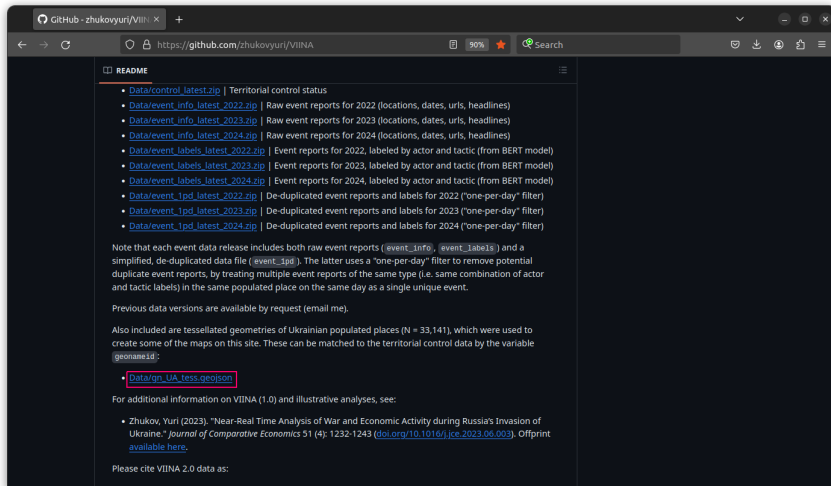 GitHub - zhukovyuri/VIIN
https://github.com/zhukovyuri/VIINA
90%
Search
README
Data/control_latest.zip | Territorial control status
Data/event_info_latest_2022.zip | Raw event reports for 2022 (locations, dates, urls, headlines)
Data/event_info_latest_2023.zip | Raw event reports for 2023 (locations, dates, urls, headlines)
Data/event_info_latest_2024.zip | Raw event reports for 2024 (locations, dates, urls, headlines)
Data/event_labels_latest_2022.zip | Event reports for 2022, labeled by actor and tactic (from BERT model)
Data/event_labels_latest_2023.zip | Event reports for 2023, labeled by actor and tactic (from BERT model)
Data/event_labels_latest_2024.zip | Event reports for 2024, labeled by actor and tactic (from BERT model)
Data/event_1pd_latest_2022.zip | De-duplicated event reports and labels for 2022 ("one-per-day" filter)
Data/event_1pd_latest_2023.zip | De-duplicated event reports and labels for 2023 ("one-per-day" filter)
Data/event_1pd_latest_2024.zip | De-duplicated event reports and labels for 2024 ("one-per-day" filter)
Note that each event data release includes both raw event reports ( event_info , event_labels ) and a
simplified, de-duplicated data file ( event_1pd ). The latter uses a "one-per-day" filter to remove potential
duplicate event reports, by treating multiple event reports of the same type (i.e. same combination of actor
and tactic labels) in the same populated place on the same day as a single unique event.
Previous data versions are available by request (email me).
Also included are tessellated geometries of Ukrainian populated places (N = 33,141), which were used to
create some of the maps on this site. These can be matched to the territorial control data by the variable
geonameid :
Data/gn_UA_tess.geojson
For additional information on VIINA (1.0) and illustrative analyses, see:
Zhukov, Yuri (2023). "Near-Real Time Analysis of War and Economic Activity during Russia's Invasion of
Ukraine." Journal of Comparative Economics 51 (4): 1232-1243 (doi.org/10.1016/j.jce.2023.06.003). Offprint
available here.
Please cite VIINA 2.0 data as: